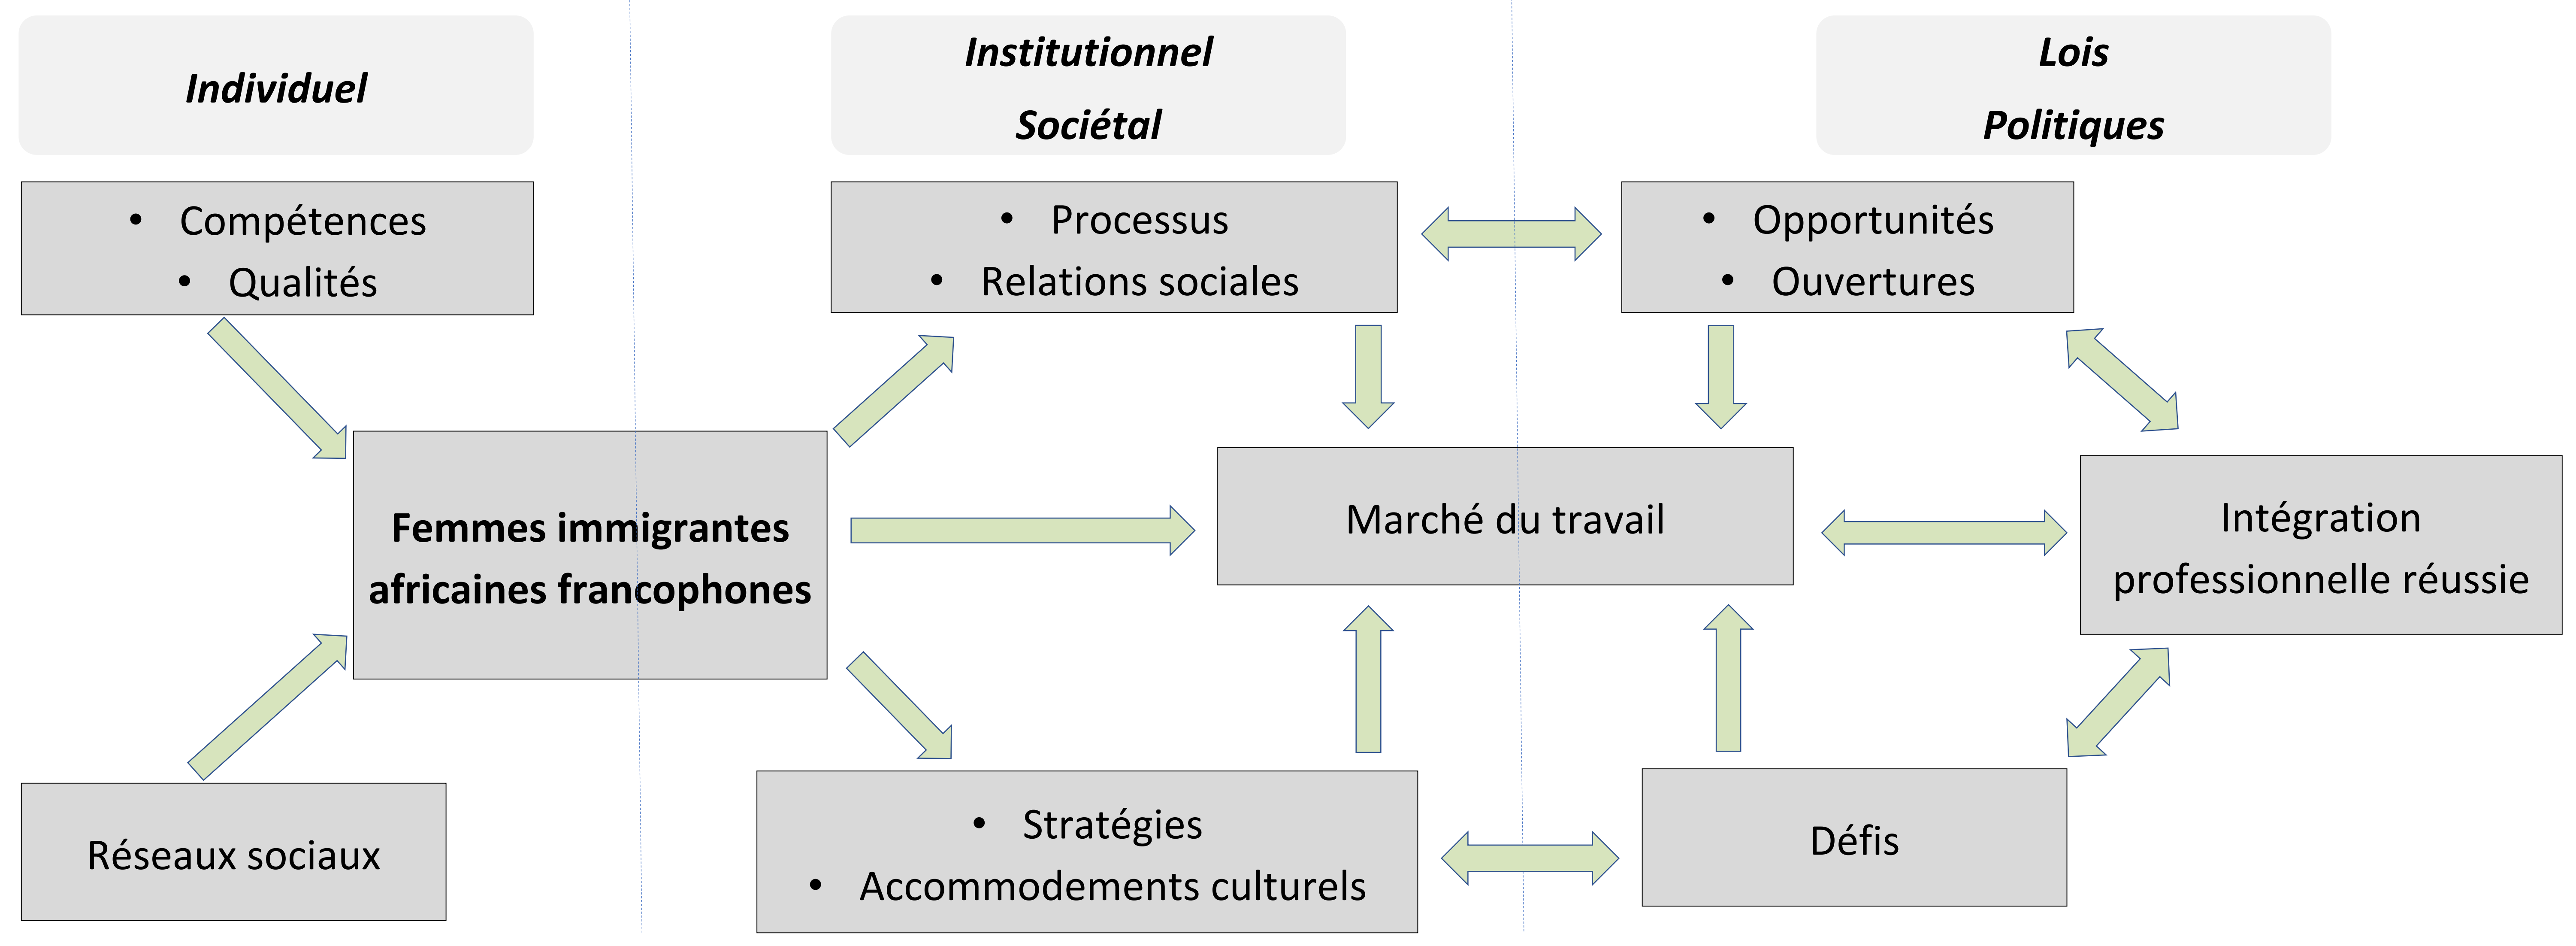 Individuel
Institutionnel
Sociétal
Lois
Politiques
• Compétences
• Qualités
• Processus
• Relations sociales
• Opportunités
• Ouvertures
Femmes immigrantes
africaines francophones
Marché du travail
Intégration
professionnelle réussie
Réseaux sociaux
• Stratégies
• Accommodements culturels
Défis